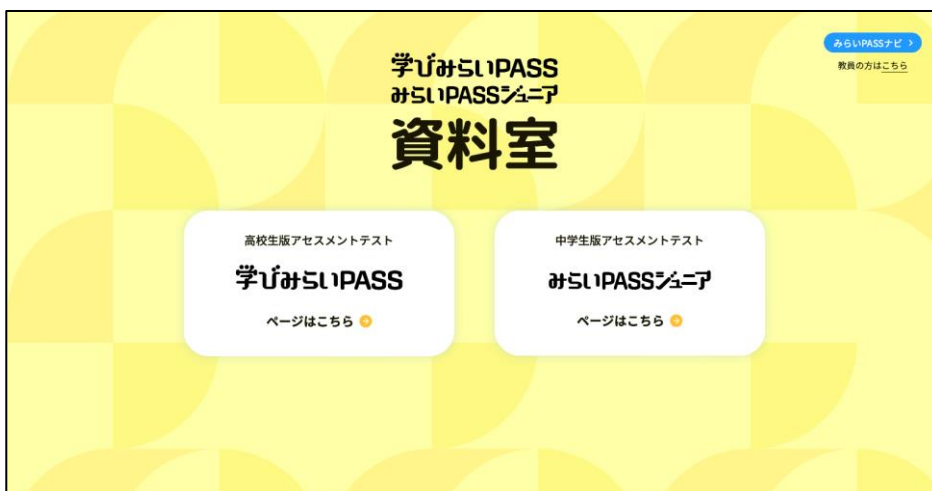 学びみらいPASS
みらいPASSジュニア
資料室
みらいPASSナビ
教員の方はこちら
高校生版アセスメントテスト
学びみらいPASS
ページはこちら
中学生版アセスメントテスト
みらいPASSジュニア
ページはこちら